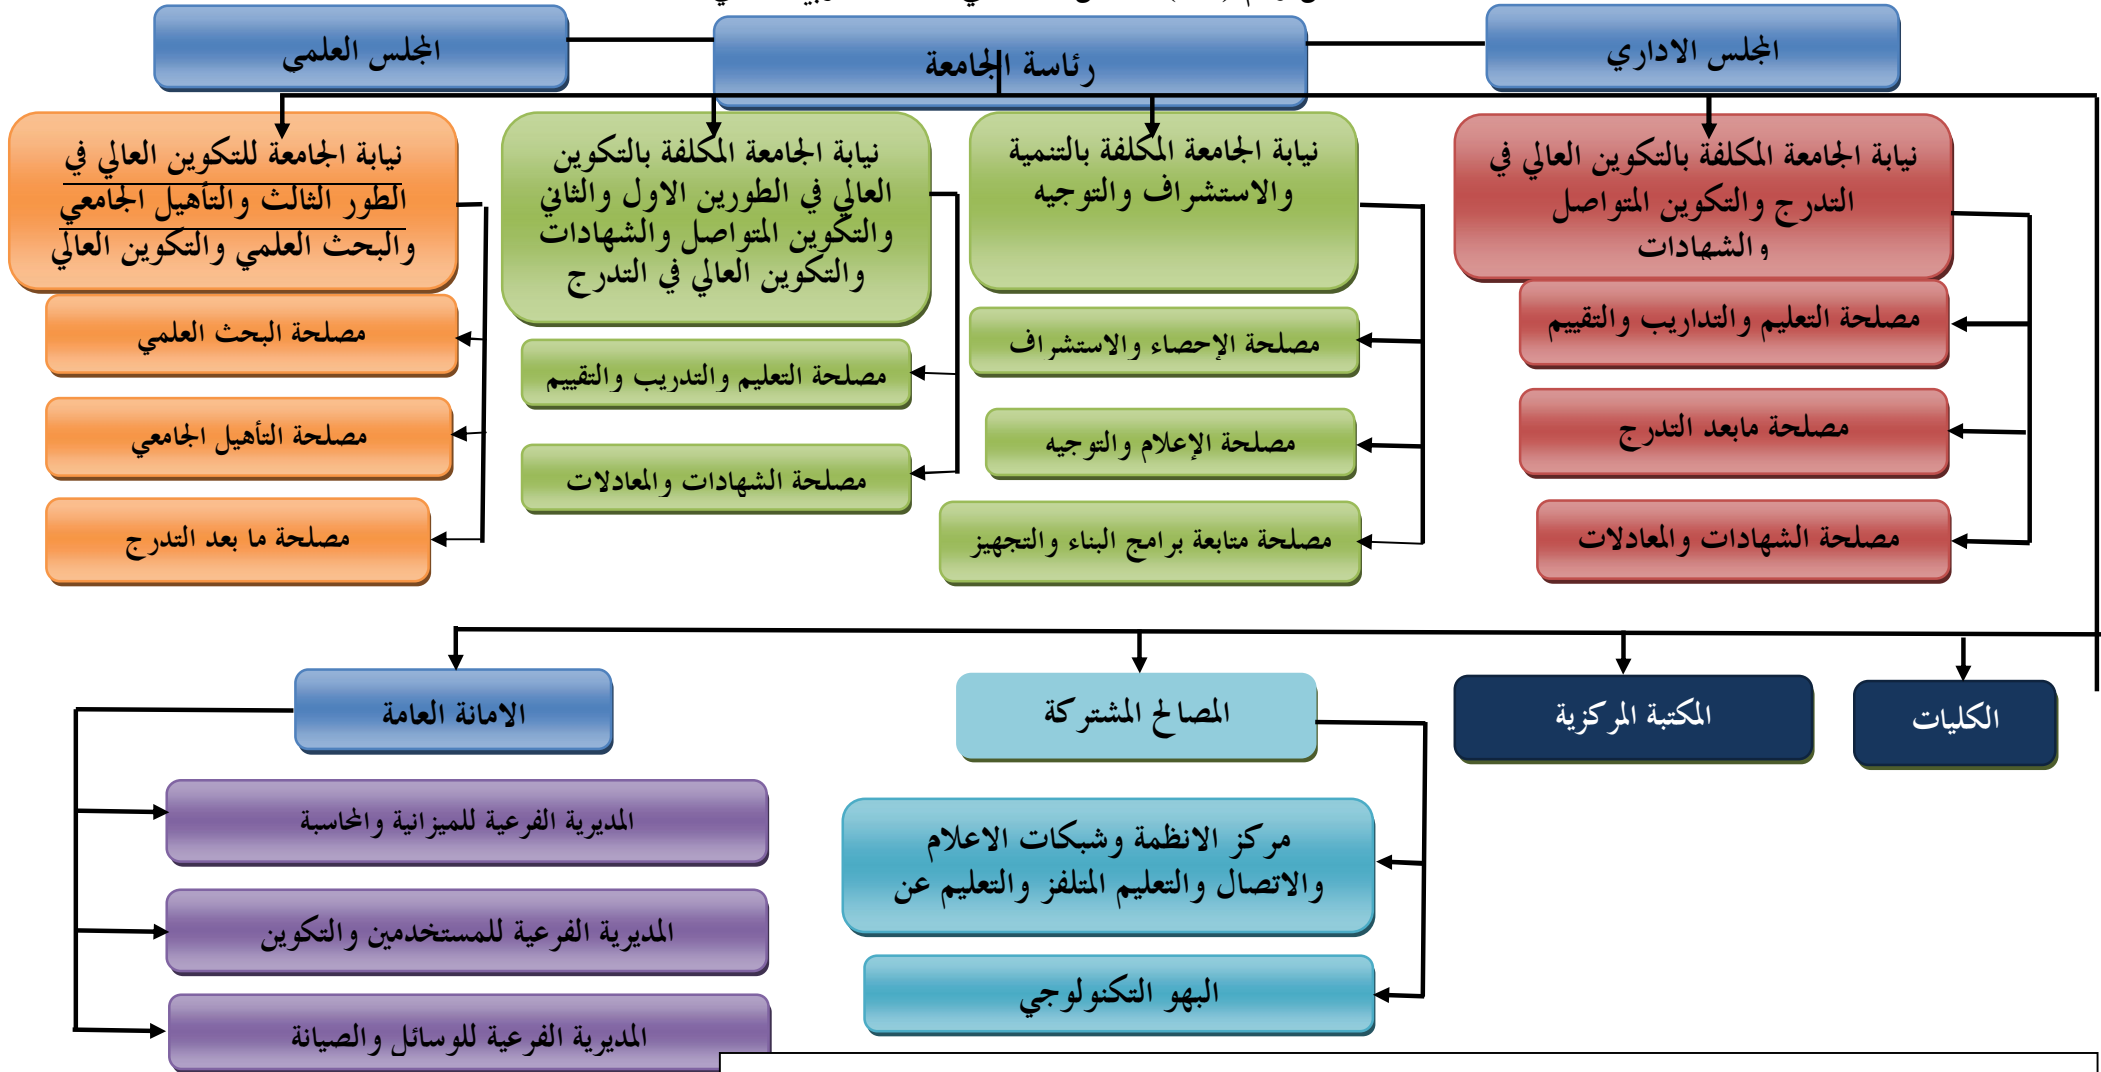 المجلس الاداري
رئاسة الجامعة
المجلس العلمي
نيابة الجامعة المكلفة بالتكوين العالي في
التدرج والتكوين المتواصل
والشهادات
مصلحة التعليم والتداريب والتقييم
مصلحة مابعد التدرج
مصلحة الشهادات والمعادلات
نيابة الجامعة المكلفة بالتنمية
والاستشراف والتوجيه
مصلحة الإحصاء والاستشراف
مصلحة الإعلام والتوجيه
مصلحة متابعة برامج البناء والتجهيز
نيابة الجامعة المكلفة بالتكوين
العالي في الطورين الاول والثاني
والتكوين المتواصل والشهادات
والتكوين العالي في التدرج
مصلحة التعليم والتدريب والتقييم
مصلحة الشهادات والمعادلات
نيابة الجامعة للتكوين العالي في
الطور الثالث والتأهيل الجامعي
والبحث العلمي والتكوين العالي
مصلحة البحث العلمي
مصلحة التأهيل الجامعي
مصلحة ما بعد التدرج
الكليات
المكتبة المركزية
المصالح المشتركة
مركز الانظمة وشبكات الاعلام
والاتصال والتعليم المتلفز والتعليم عن
البهو التكنولوجي
الامانة العامة
المديرية الفرعية للميزانية والمحاسبة
المديرية الفرعية للمستخدمين والتكوين
المديرية الفرعية للوسائل والصيانة